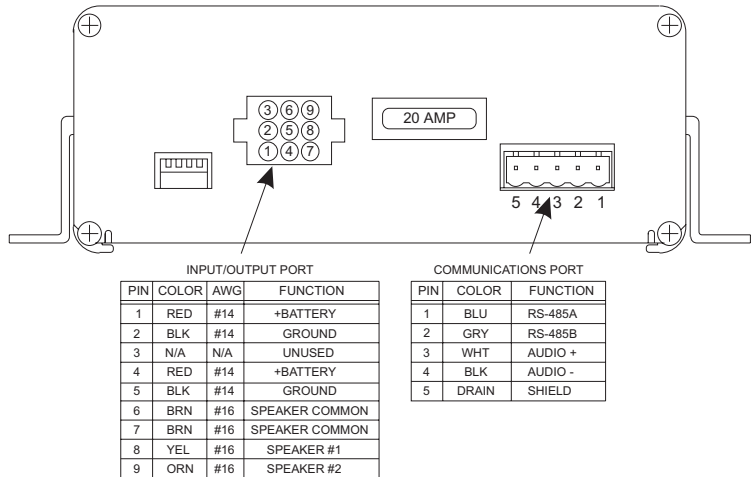 3 6 9
2 5 8
1 4 7
20 AMP
5 4 3 2 1
INPUT/OUTPUT PORT
PIN COLOR AWG FUNCTION
1 RED #14 +BATTERY
2 BLK #14 GROUND
3 N/A N/A UNUSED
4 RED #14 +BATTERY
5 BLK #14 GROUND
6 BRN #16 SPEAKER COMMON
7 BRN #16 SPEAKER COMMON
8 YEL #16 SPEAKER #1
9 ORN #16 SPEAKER #2
COMMUNICATIONS PORT
PIN COLOR FUNCTION
1 BLU RS-485A
2 GRY RS-485B
3 WHT AUDIO +
4 BLK AUDIO -
5 DRAIN SHIELD